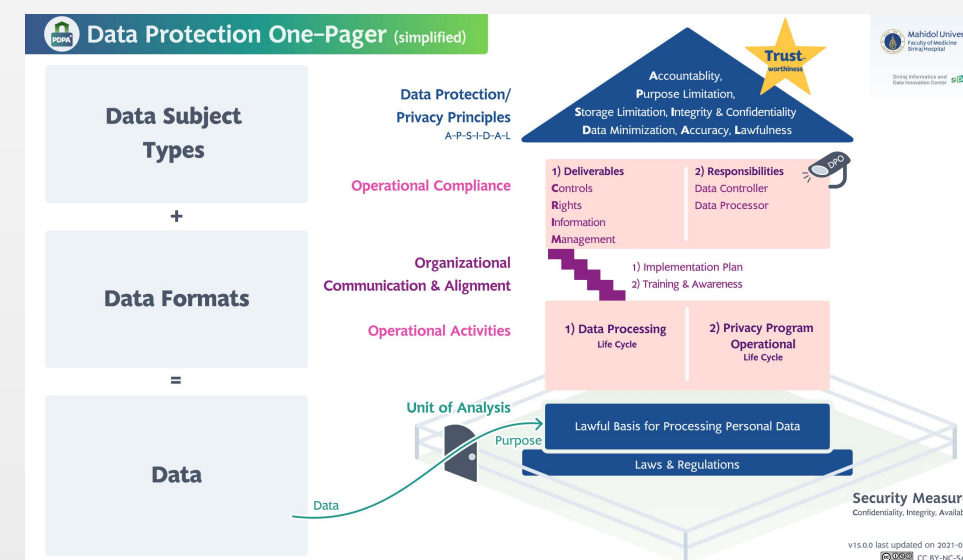 PDPA
Data Protection One-Pager (simplified)
Data Subject
Types
+
Data Formats
=
Data
Data Protection/
Privacy Principles
A-P-S-I-D-A-L
Trust-
worthiness
Accountablity,
Purpose Limitation,
Storage Limitation, Integrity & Confidentiality
Data Minimization, Accuracy, Lawfulness
Operational Compliance
1) Deliverables
Controls
Rights
Information
Management
2) Responsibilities
Data Controller
Data Processor
DPO
Organizational
Communication & Alignment
1) Implementation Plan
2) Training & Awareness
Operational Activities
1) Data Processing
Life Cycle
2) Privacy Program
Operational
Life Cycle
Unit of Analysis
Purpose
Data
Lawful Basis for Processing Personal Data
Laws & Regulations
Mahidol Univer
Faculty of Medicine
Siriraj Hospital
Siriraj Informatics and
Data Innovation Center
Security Measur
Confidentiality, Integrity, Availab
v15.0.0 last updated on 2021-0
CC BY-NC-SA